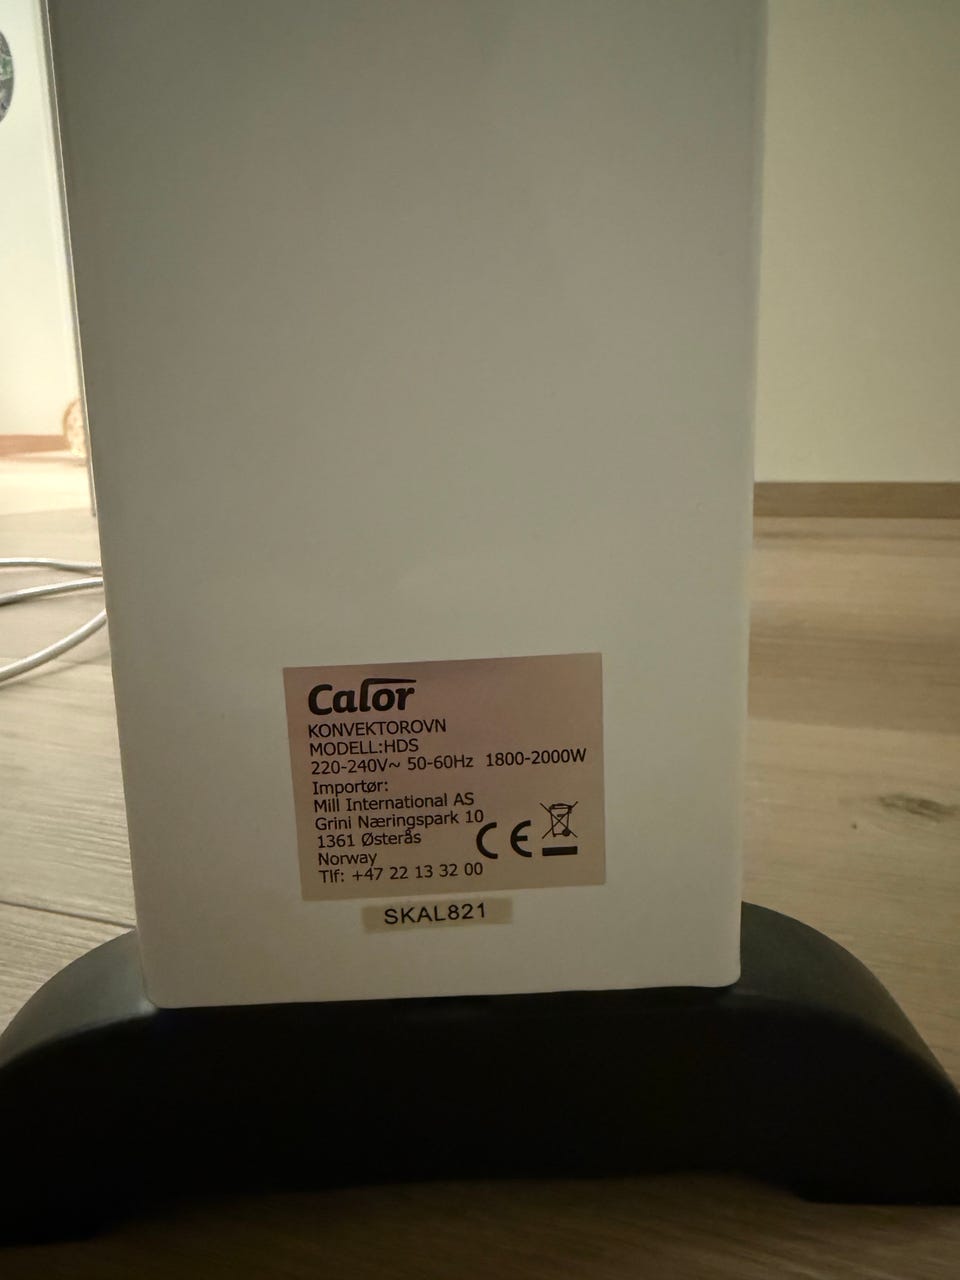 Calor
KONVEKTOROVN
MODELL:HDS
220-240V~ 50-60Hz 1800-2000W
Importør:
Mill International AS
Grini Næringspark 10
1361 Østerås
Norway
Tlf: +47 22 13 32 00
CE
SKAL821